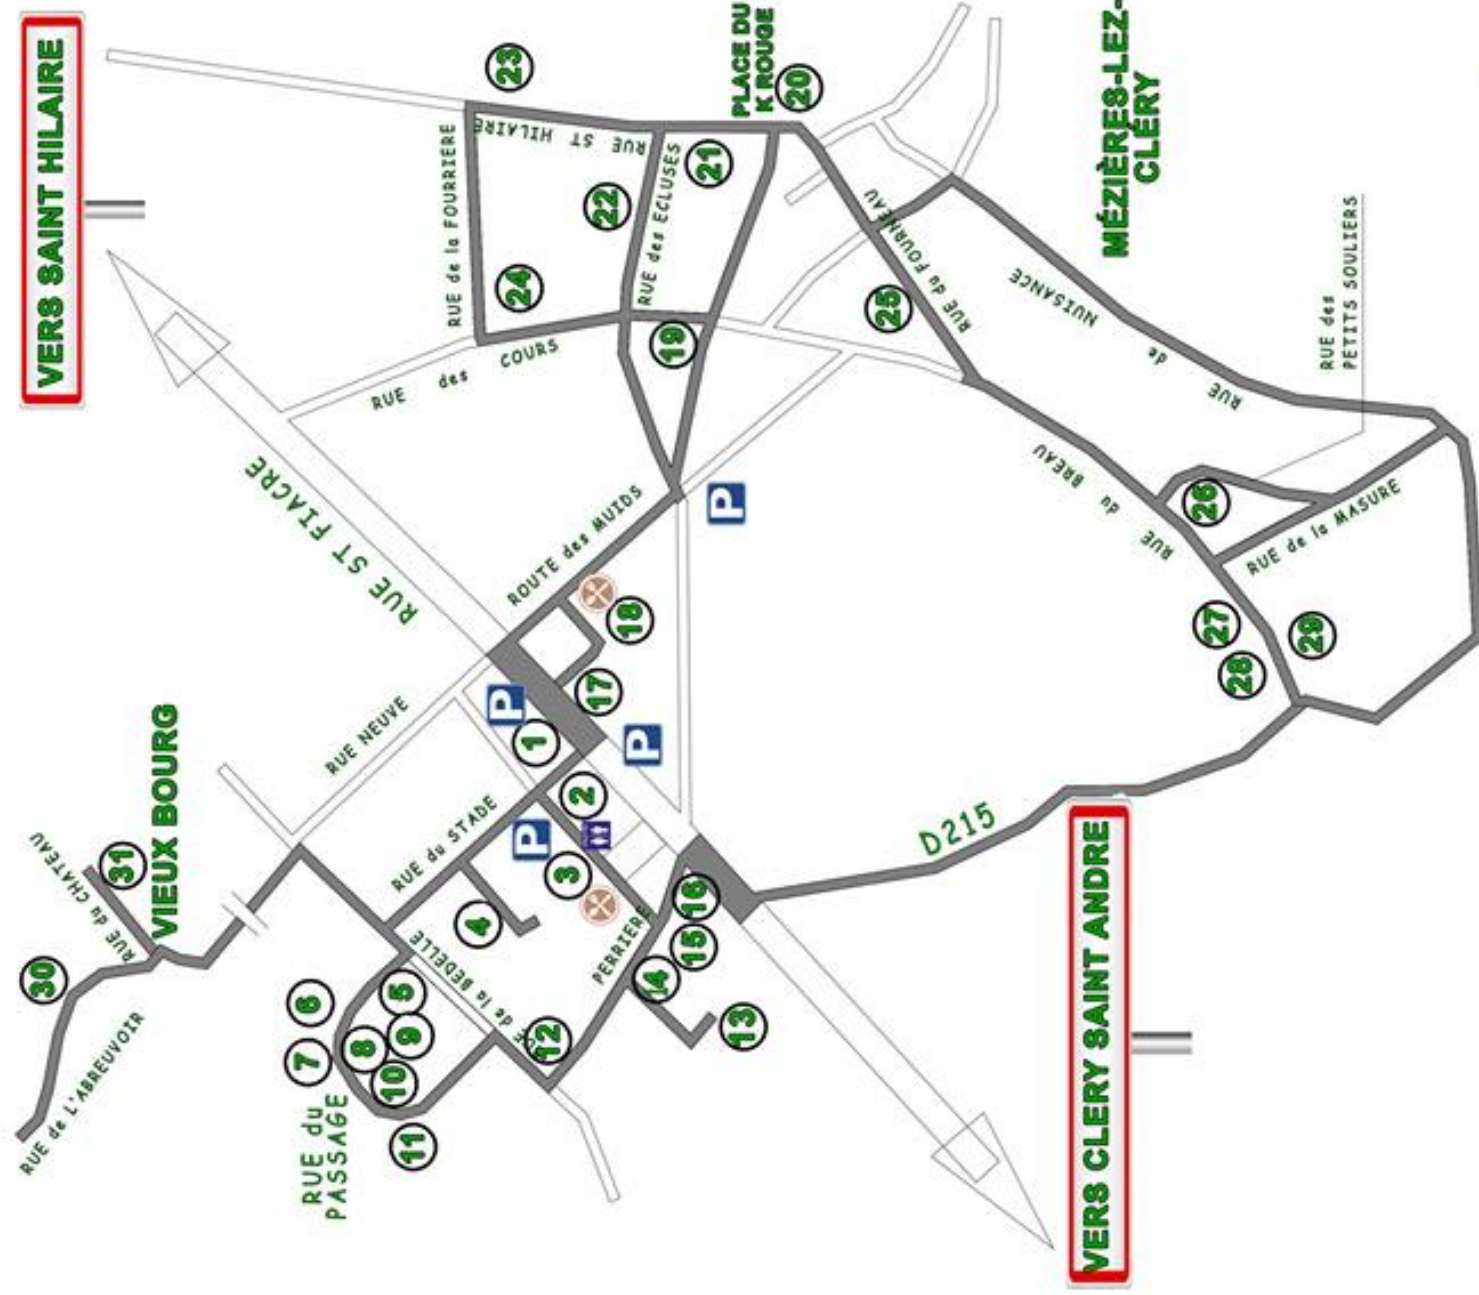 VERS SAINT HILAIRE
RUE ST FIACRE
RUE de la FOURRIÈRE
RUE ST HILAIRE
23
22
24
RUE des ECLUSES
21
PLACE DU
K ROUGE
20
RUE des COURS
19
25
RUE du FOURNEAU
MÉZIÈRES-LEZ-
CLÉRY
RUE de NUISANCE
RUE des
PETITS SOULIERS
RUE du BREAU
26
RUE de la MASURE
27
28
29
ROUTE des MUIDS
P
18
17
P
1
P
2
P
3
RUE NEUVE
RUE du STADE
4
VIEUX BOURG
31
RUE du CHATEAU
30
RUE de L'ABREUVOIR
RUE de la BEDELLE
5
6
7
8
9
10
11
RUE du
PASSAGE
12
PERRIERE
13
14
15
16
D215
VERS CLERY SAINT ANDRE